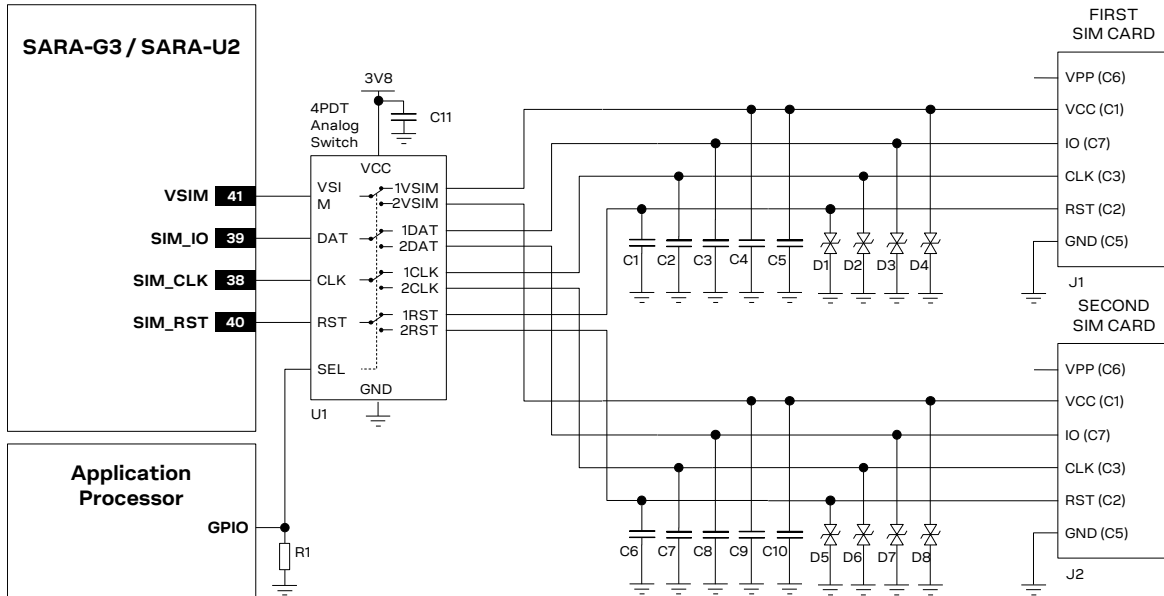 SARA-G3 / SARA-U2
VSIM 41
SIM_IO 39
SIM_CLK 38
SIM_RST 40
Application
Processor
GPIO
R1
3V8
C11
4PDT
Analog
Switch
VCC
VSI
M
1VSIM
2VSIM
DAT
1DAT
2DAT
CLK
1CLK
2CLK
RST
1RST
2RST
SEL
GND
U1
FIRST
SIM CARD
VPP (C6)
VCC (C1)
IO (C7)
CLK (C3)
RST (C2)
GND (C5)
J1
C1 C2 C3 C4 C5 D1 D2 D3 D4
SECOND
SIM CARD
VPP (C6)
VCC (C1)
IO (C7)
CLK (C3)
RST (C2)
GND (C5)
J2
C6 C7 C8 C9 C10 D5 D6 D7 D8